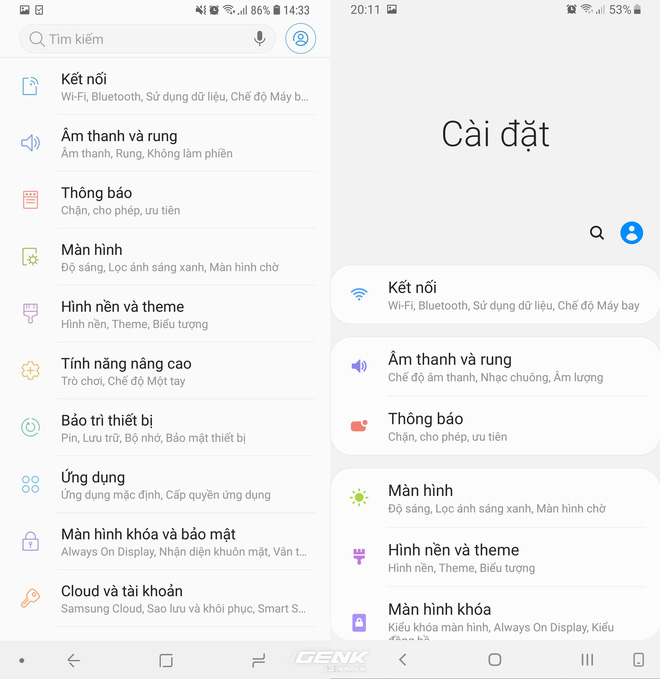 86% 14:33
Tìm kiếm
Kết nối
Wi-Fi, Bluetooth, Sử dụng dữ liệu, Chế độ Máy b...
Âm thanh và rung
Âm thanh, Rung, Không làm phiền
Thông báo
Chặn, cho phép, ưu tiên
Màn hình
Độ sáng, Lọc ánh sáng xanh, Màn hình chờ
Hình nền và theme
Hình nền, Theme, Biểu tượng
Tính năng nâng cao
Trò chơi, Chế độ Một tay
Bảo trì thiết bị
Pin, Lưu trữ, Bộ nhớ, Bảo mật thiết bị
Ứng dụng
Ứng dụng mặc định, Cấp quyền ứng dụng
Màn hình khóa và bảo mật
Always On Display, Nhận diện khuôn mặt, Vân t...
Cloud và tài khoản
Samsung Cloud, Sao lưu và khôi phục, Smart S...
20:11 53%
Cài đặt
Kết nối
Wi-Fi, Bluetooth, Sử dụng dữ liệu, Chế độ Máy bay
Âm thanh và rung
Chế độ âm thanh, Nhạc chuông, Âm lượng
Thông báo
Chặn, cho phép, ưu tiên
Màn hình
Độ sáng, Lọc ánh sáng xanh, Màn hình chờ
Hình nền và theme
Hình nền, Theme, Biểu tượng
Màn hình khóa
Kiểu khóa màn hình, Always On Display, Kiểu
đồng hồ
GENK